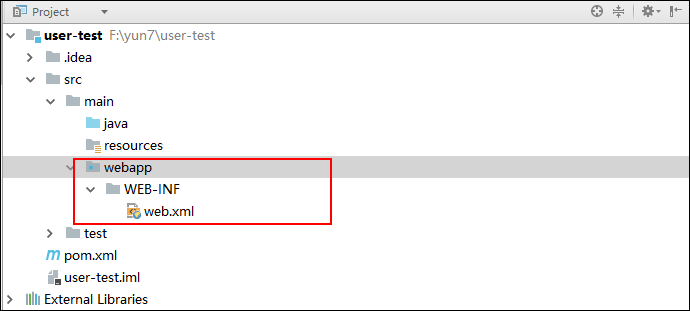 Project
user-test F:\yun7\user-test
.idea
src
main
java
resources
webapp
WEB-INF
web.xml
test
pom.xml
user-test.iml
External Libraries